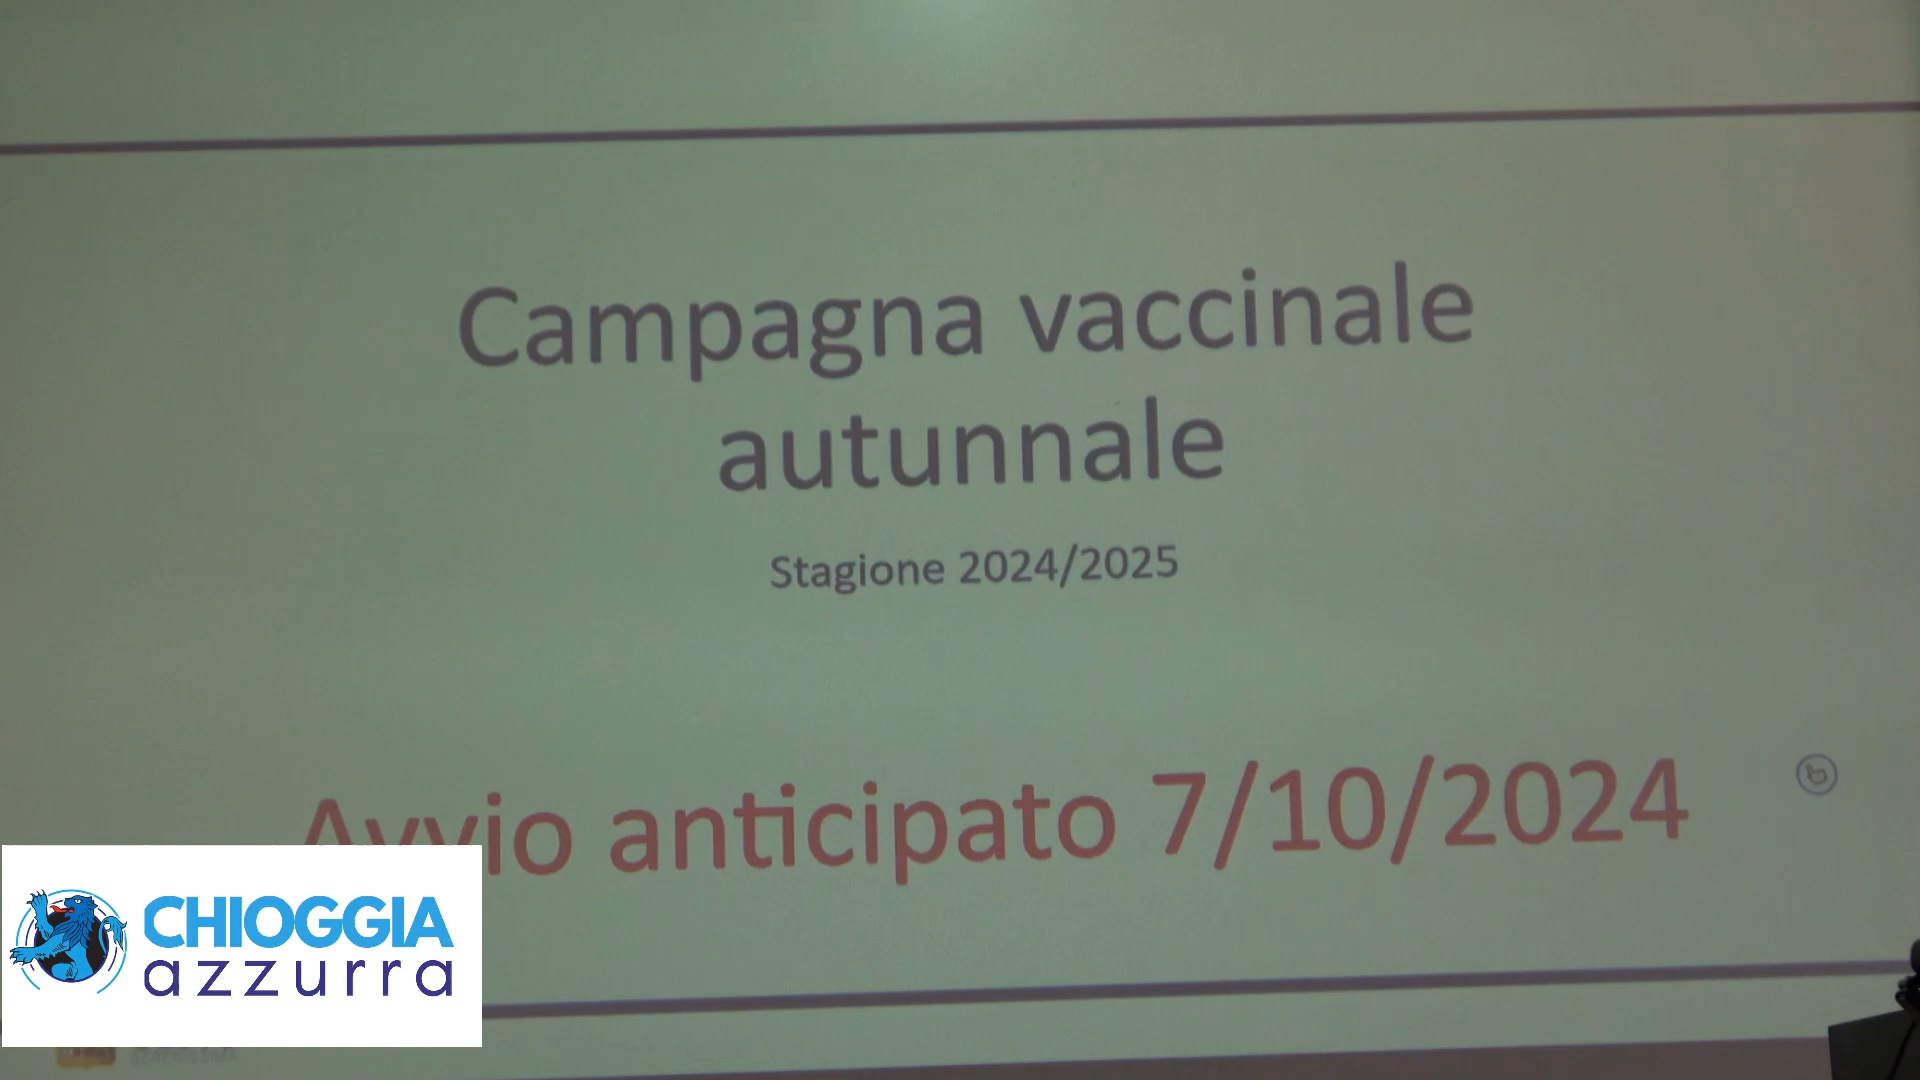 Campagna vaccinale
autunnale
Stagione 2024/2025
Avvio anticipato 7/10/2024
CHIOGGIA
azzurra